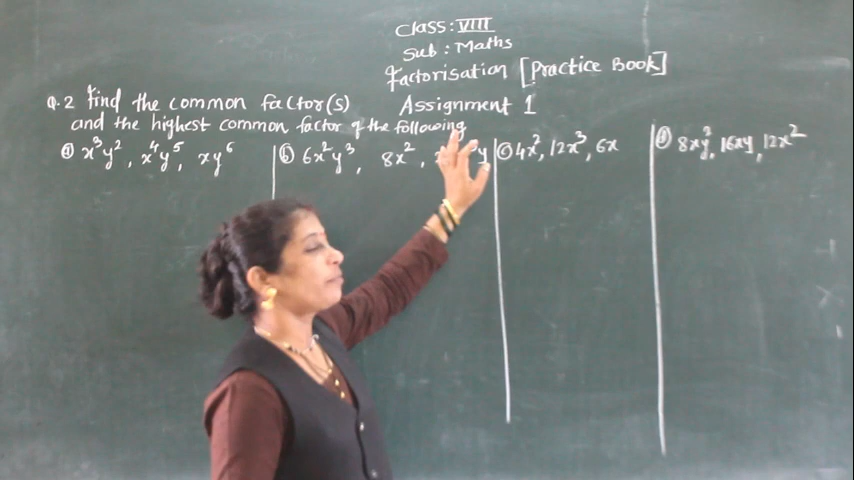 Class: VIII
Sub: Maths
Factorisation [Practice Book]
Q.2 Find the common factor(s) Assignment 1
and the highest common factor of the following
a) x³y², x⁴y⁵, xy⁶ b) 6x²y³, 8x², y c) 4x², 12x³, 6x d) 8xy², 16xy, 12x²